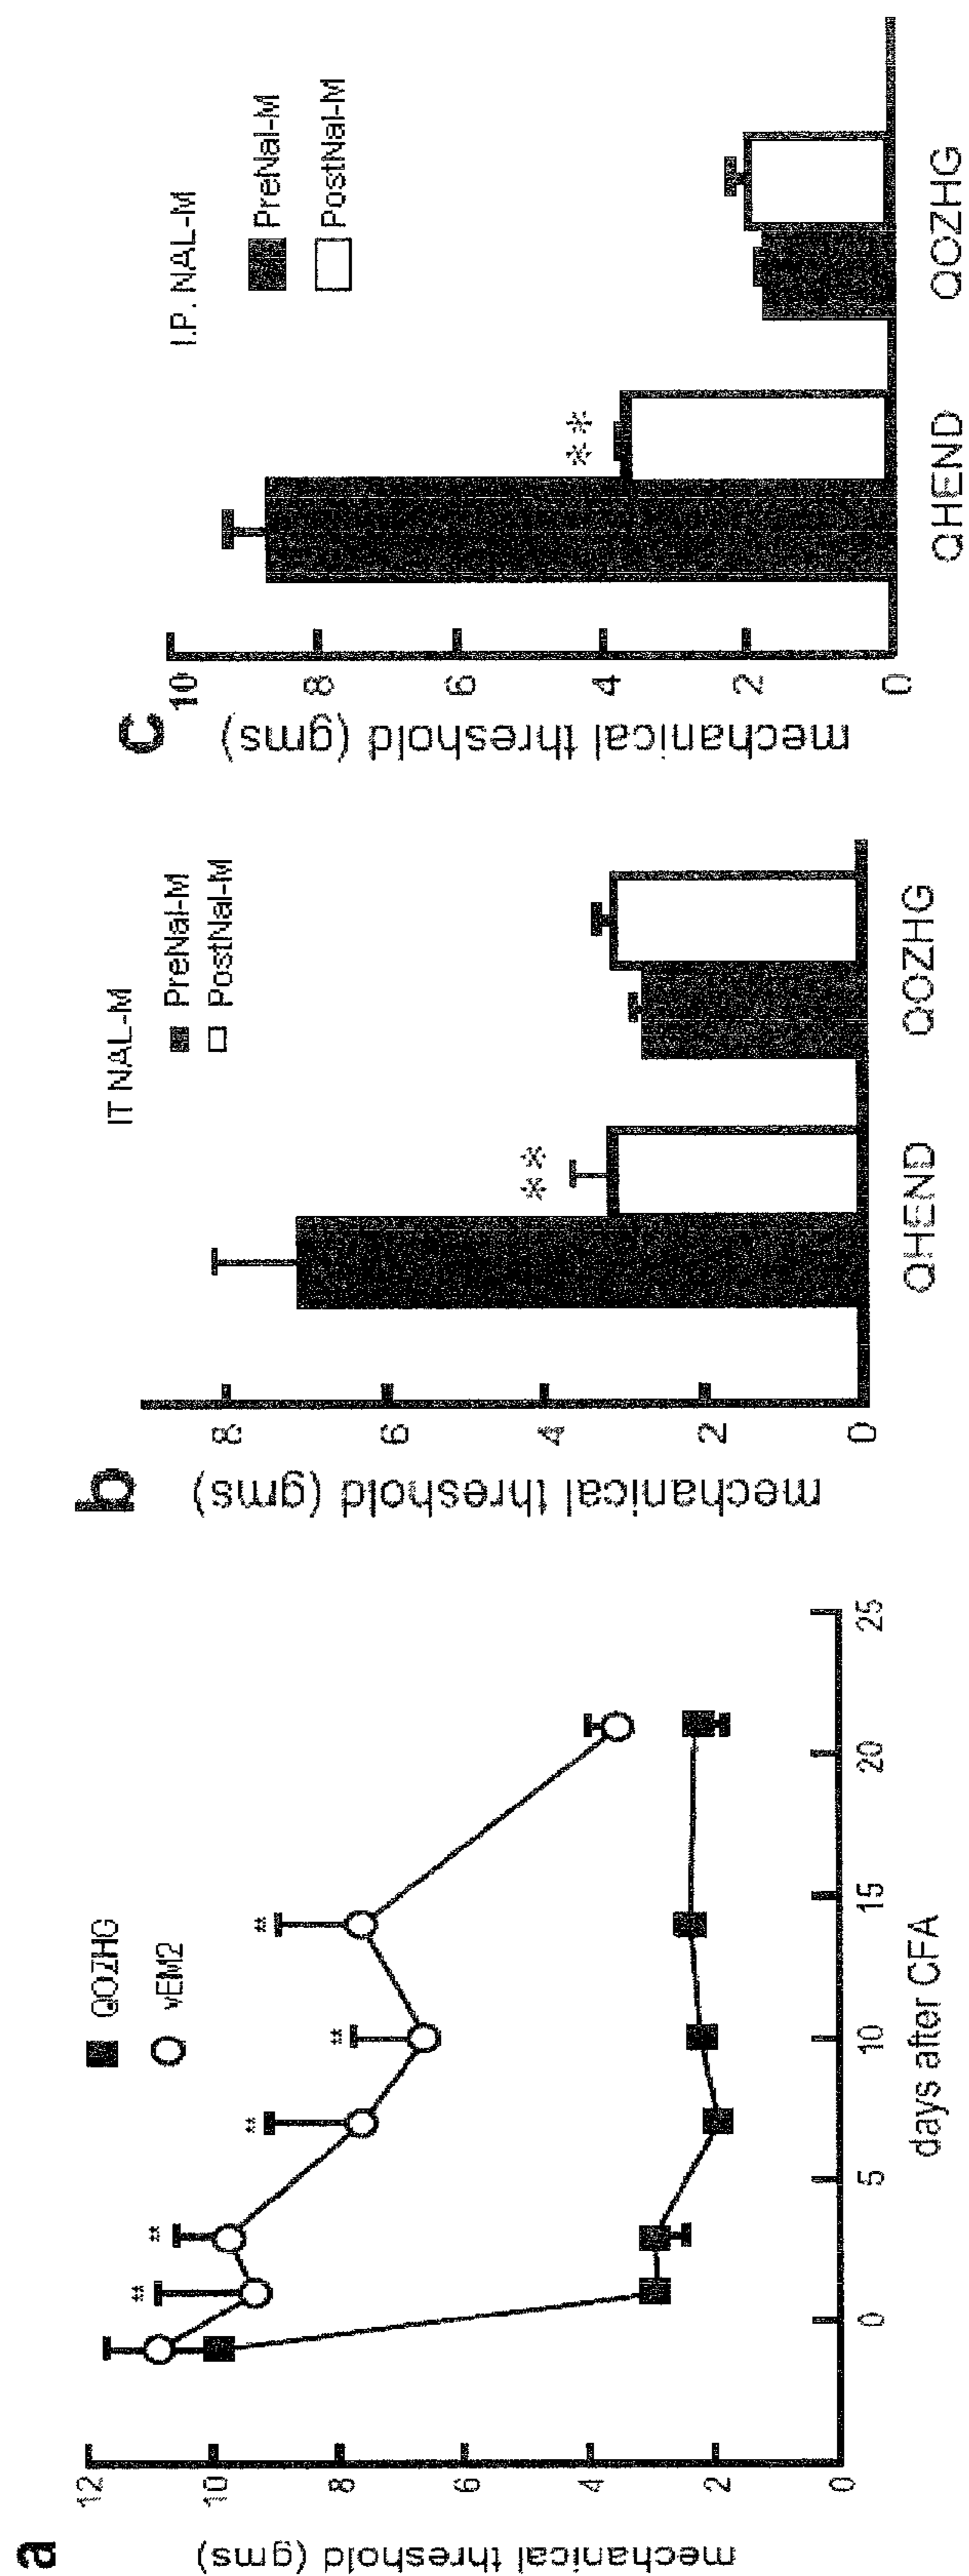 a
mechanical threshold (gms)
12
10
8
6
4
2
0
QOZHG
vEM2
**
**
**
**
**
0
5
10
15
20
25
days after CFA
b
mechanical threshold (gms)
8
6
4
2
0
IT NAL-M
PreNal-M
PostNal-M
**
QHEND
QOZHG
c
mechanical threshold (gms)
10
8
6
4
2
0
I.P. NAL-M
PreNal-M
PostNal-M
**
QHEND
QOZHG